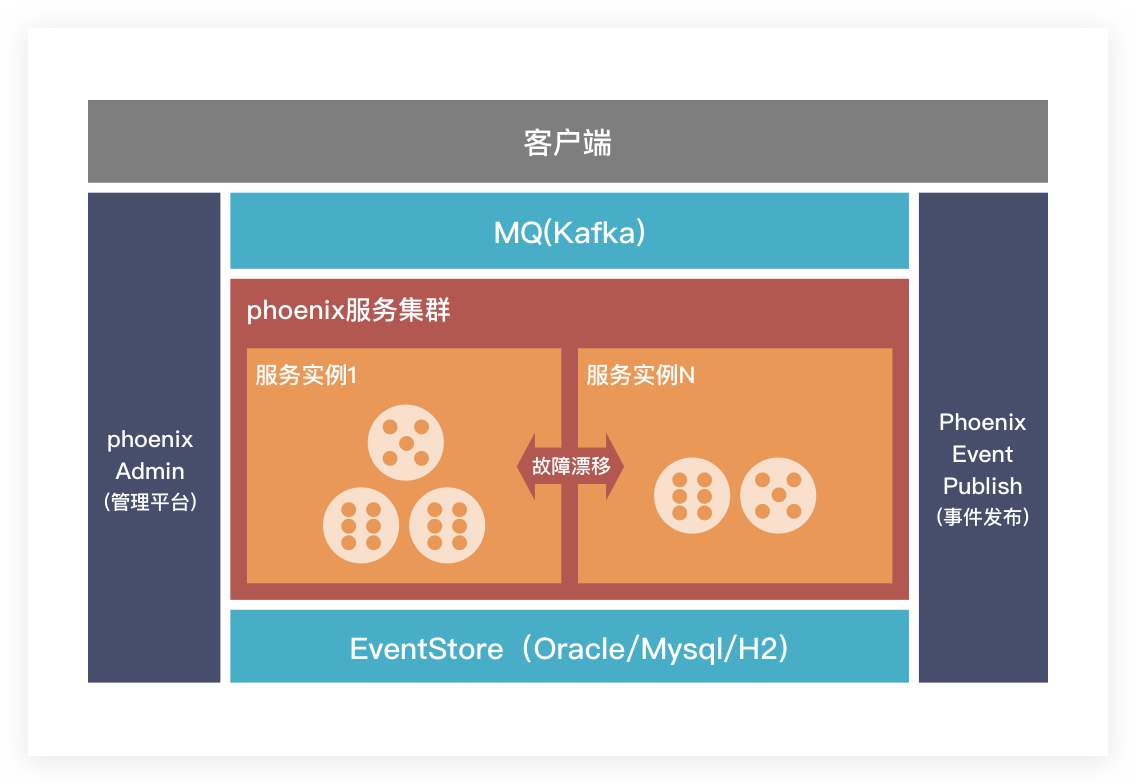 客户端
MQ(Kafka)
phoenix服务集群
服务实例1
服务实例N
故障漂移
phoenix
Admin
(管理平台)
Phoenix
Event
Publish
(事件发布)
EventStore（Oracle/Mysql/H2）